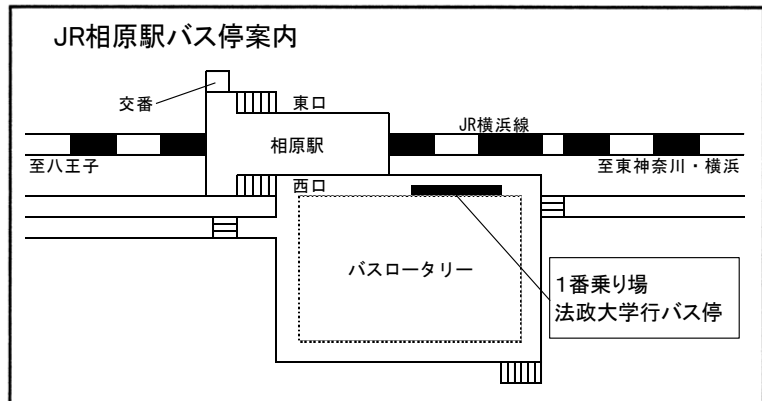 JR相原駅バス停案内
交番
東口
JR横浜線
相原駅
至八王子
至東神奈川・横浜
西口
バスロータリー
1番乗り場
法政大学行バス停